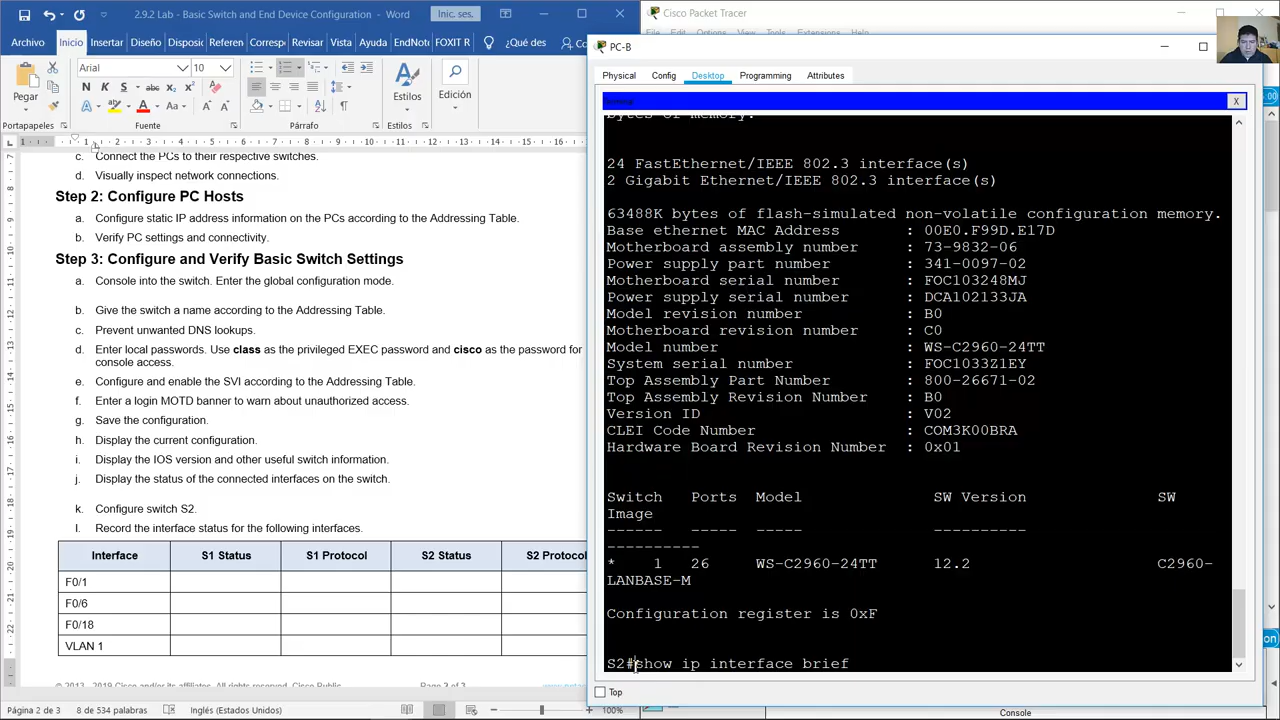 2.9.2 Lab - Basic Switch and End Device Configuration - Word
Inic. ses.
Inicio
Disposi
Corresp
Revisar
Vista
Ayuda
FOXIT R
¿Qué des
Arial
10
N
K
Pegar
Estilos
Edición
Portapapeles
Fuente
Párrafo
Estilos
c. Connect the PCs to their respective switches.
d. Visually inspect network connections.
Step 2: Configure PC Hosts
a. Configure static IP address information on the PCs according to the Addressing Table.
b. Verify PC settings and connectivity.
Step 3: Configure and Verify Basic Switch Settings
a. Console into the switch. Enter the global configuration mode.
b. Give the switch a name according to the Addressing Table.
c. Prevent unwanted DNS lookups.
d. Enter local passwords. Use class as the privileged EXEC password and cisco as the password for
console access.
e. Configure and enable the SVI according to the Addressing Table.
f. Enter a login MOTD banner to warn about unauthorized access.
g. Save the configuration.
h. Display the current configuration.
i. Display the IOS version and other useful switch information.
j. Display the status of the connected interfaces on the switch.
k. Configure switch S2.
l. Record the interface status for the following interfaces.
Interface S1 Status S1 Protocol S2 Status S2 Protoco
F0/1
F0/6
F0/18
VLAN 1
Página 2 de 3
8 de 534 palabras
Inglés (Estados Unidos)
100%
Cisco Packet Tracer
File Edit Options View Tools Extensions Help
PC-B
Physical Config Desktop Programming Attributes
X
bytes of memory.
24 FastEthernet/IEEE 802.3 interface(s)
2 Gigabit Ethernet/IEEE 802.3 interface(s)
63488K bytes of flash-simulated non-volatile configuration memory.
Base ethernet MAC Address : 00E0.F99D.E17D
Motherboard assembly number : 73-9832-06
Power supply part number : 341-0097-02
Motherboard serial number : FOC103248MJ
Power supply serial number : DCA102133JA
Model revision number : B0
Motherboard revision number : C0
Model number : WS-C2960-24TT
System serial number : FOC1033Z1EY
Top Assembly Part Number : 800-26671-02
Top Assembly Revision Number : B0
Version ID : V02
CLEI Code Number : COM3K00BRA
Hardware Board Revision Number : 0x01
Switch Ports Model SW Version SW
Image
------ ----- ----- ----------
----------
* 1 26 WS-C2960-24TT 12.2 C2960-
LANBASE-M
Configuration register is 0xF
S2#show ip interface brief
Top
Console